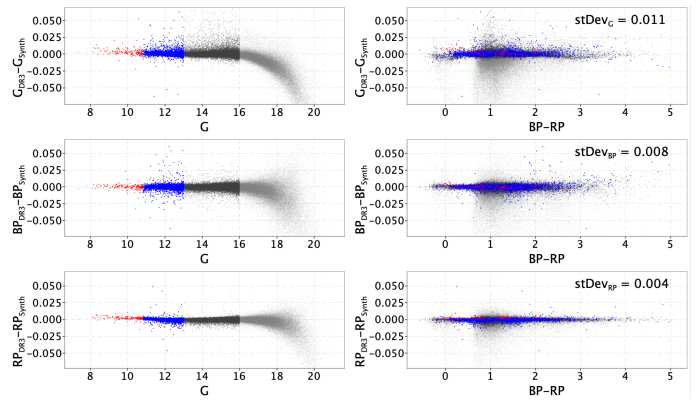 0.050
0.025
0.000
−0.025
−0.050
G_DR3−G_Synth
8 10 12 14 16 18 20
G
stDev_G = 0.011
0.050
0.025
0.000
−0.025
−0.050
G_DR3−G_Synth
0 1 2 3 4 5
BP−RP
0.050
0.025
0.000
−0.025
−0.050
BP_DR3−BP_Synth
8 10 12 14 16 18 20
G
stDev_BP = 0.008
0.050
0.025
0.000
−0.025
−0.050
BP_DR3−BP_Synth
0 1 2 3 4 5
BP−RP
0.050
0.025
0.000
−0.025
−0.050
RP_DR3−RP_Synth
8 10 12 14 16 18 20
G
stDev_RP = 0.004
0.050
0.025
0.000
−0.025
−0.050
RP_DR3−RP_Synth
0 1 2 3 4 5
BP−RP